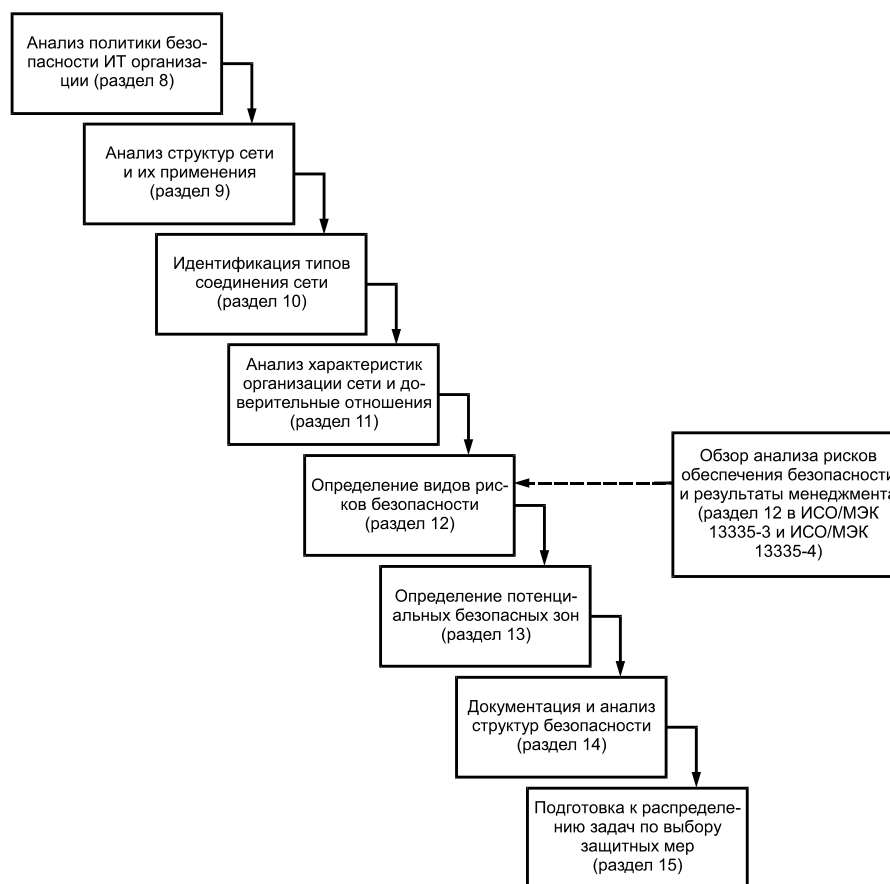 Анализ политики безо-
пасности ИТ организа-
ции (раздел 8)
Анализ структур сети
и их применения
(раздел 9)
Идентификация типов
соединения сети
(раздел 10)
Анализ характеристик
организации сети и до-
верительные отношения
(раздел 11)
Определение видов рис-
ков безопасности
(раздел 12)
Обзор анализа рисков
обеспечения безопасности
и результаты менеджмента
(раздел 12 в ИСО/МЭК
13335-3 и ИСО/МЭК
13335-4)
Определение потенци-
альных безопасных зон
(раздел 13)
Документация и анализ
структур безопасности
(раздел 14)
Подготовка к распределе-
нию задач по выбору
защитных мер
(раздел 15)